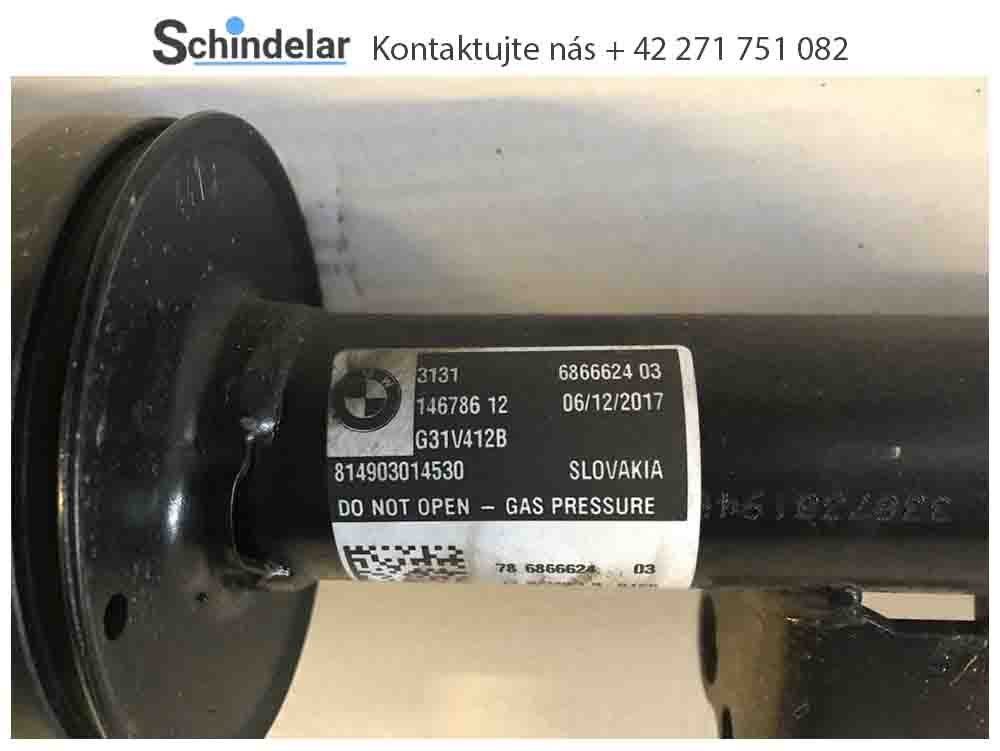 Schindelar Kontaktujte nás + 42 271 751 082
3131 6866624 03
146786 12 06/12/2017
G31V412B
814903014530 SLOVAKIA
DO NOT OPEN – GAS PRESSURE
78 6866624 03